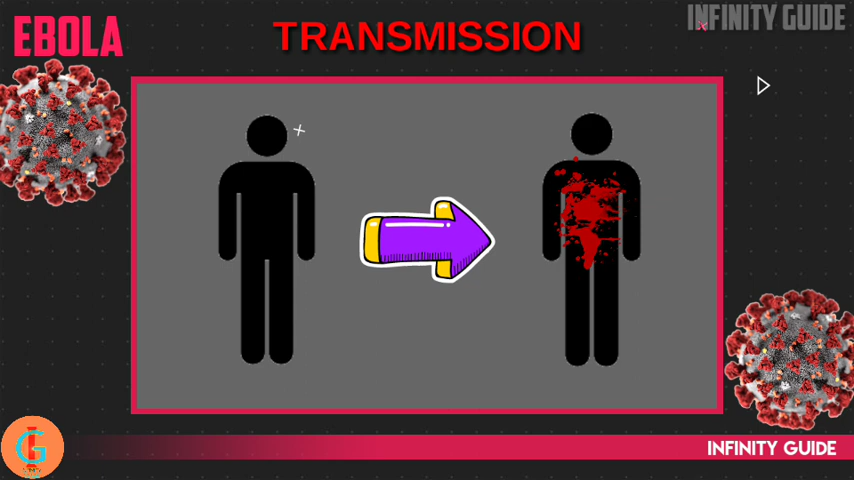 EBOLA
TRANSMISSION
INFINITY GUIDE
INFINITY GUIDE